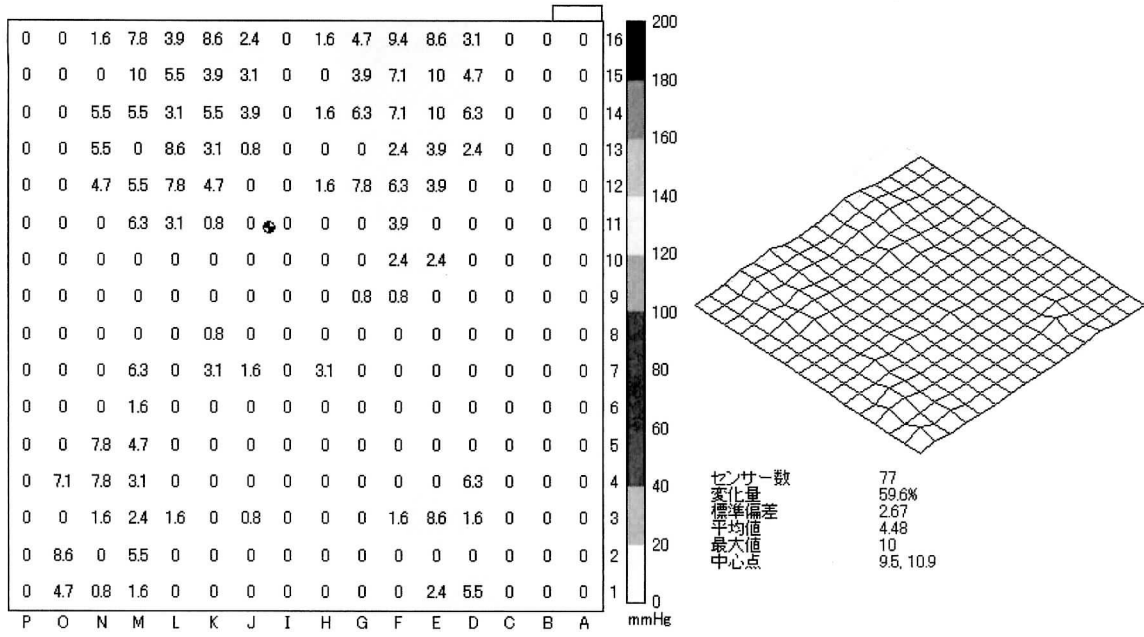 0 0 1.6 7.8 3.9 8.6 2.4 0 1.6 4.7 9.4 8.6 3.1 0 0 0 16
0 0 0 10 5.5 3.9 3.1 0 0 3.9 7.1 10 4.7 0 0 0 15
0 0 5.5 5.5 3.1 5.5 3.9 0 1.6 6.3 7.1 10 6.3 0 0 0 14
0 0 5.5 0 8.6 3.1 0.8 0 0 0 2.4 3.9 2.4 0 0 0 13
0 0 4.7 5.5 7.8 4.7 0 0 1.6 7.8 6.3 3.9 0 0 0 0 12
0 0 0 6.3 3.1 0.8 0 0 0 0 3.9 0 0 0 0 0 11
0 0 0 0 0 0 0 0 0 0 2.4 2.4 0 0 0 0 10
0 0 0 0 0 0 0 0 0 0.8 0.8 0 0 0 0 0 9
0 0 0 0 0 0.8 0 0 0 0 0 0 0 0 0 0 8
0 0 0 6.3 0 3.1 1.6 0 3.1 0 0 0 0 0 0 0 7
0 0 0 1.6 0 0 0 0 0 0 0 0 0 0 0 0 6
0 0 7.8 4.7 0 0 0 0 0 0 0 0 0 0 0 0 5
0 7.1 7.8 3.1 0 0 0 0 0 0 0 0 6.3 0 0 0 4
0 0 1.6 2.4 1.6 0 0.8 0 0 0 1.6 8.6 1.6 0 0 0 3
0 8.6 0 5.5 0 0 0 0 0 0 0 0 0 0 0 0 2
0 4.7 0.8 1.6 0 0 0 0 0 0 0 2.4 5.5 0 0 0 1
P O N M L K J I H G F E D C B A
200
180
160
140
120
100
80
60
40
20
0
mmHg
センサー数 77
変化量 59.6%
標準偏差 2.67
平均値 4.48
最大値 10
中心点 9.5, 10.9